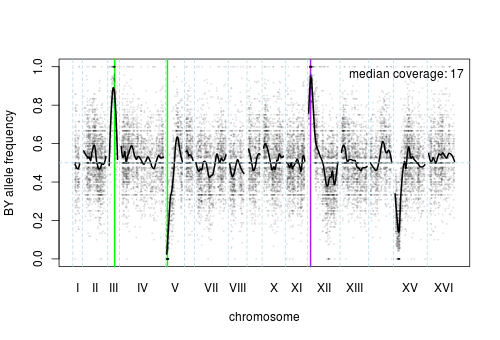 median coverage: 17
BY allele frequency
1.0
0.8
0.6
0.4
0.2
0.0
I II III IV V VII VIII X XI XII XIII XV XVI
chromosome